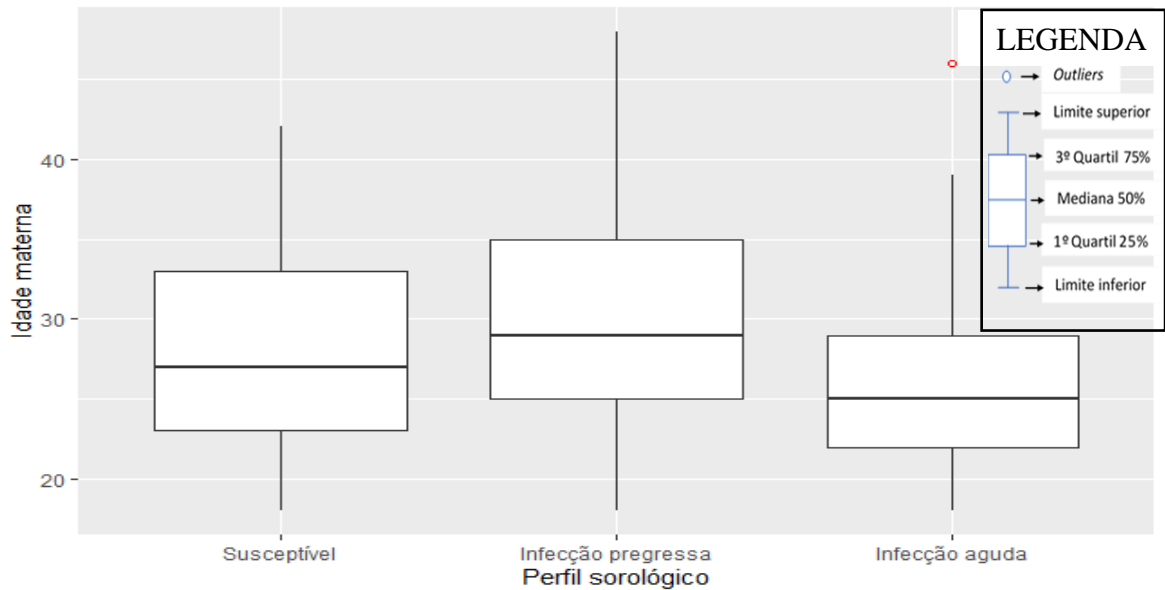 LEGENDA
Outliers
Limite superior
3º Quartil 75%
Mediana 50%
1º Quartil 25%
Limite inferior
Idade materna
40
30
20
Susceptível
Infecção pregressa
Infecção aguda
Perfil sorológico